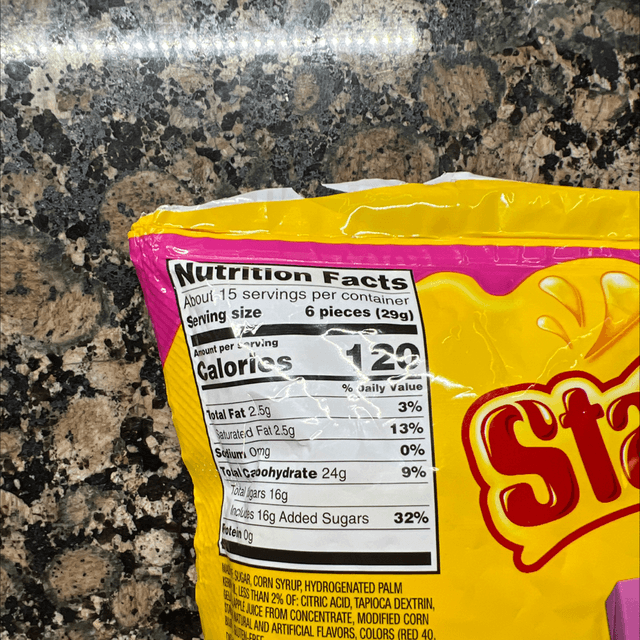 Nutrition Facts
About 15 servings per container
Serving size 6 pieces (29g)
Amount per serving
Calories 120
% Daily Value
Total Fat 2.5g 3%
Saturated Fat 2.5g 13%
Sodium 0mg 0%
Total Carbohydrate 24g 9%
Total Sugars 16g
Includes 16g Added Sugars 32%
Protein 0g
SUGAR, CORN SYRUP, HYDROGENATED PALM
LESS THAN 2% OF: CITRIC ACID, TAPIOCA DEXTRIN,
APPLE JUICE FROM CONCENTRATE, MODIFIED CORN
NATURAL AND ARTIFICIAL FLAVORS, COLORS (RED 40,
Sta